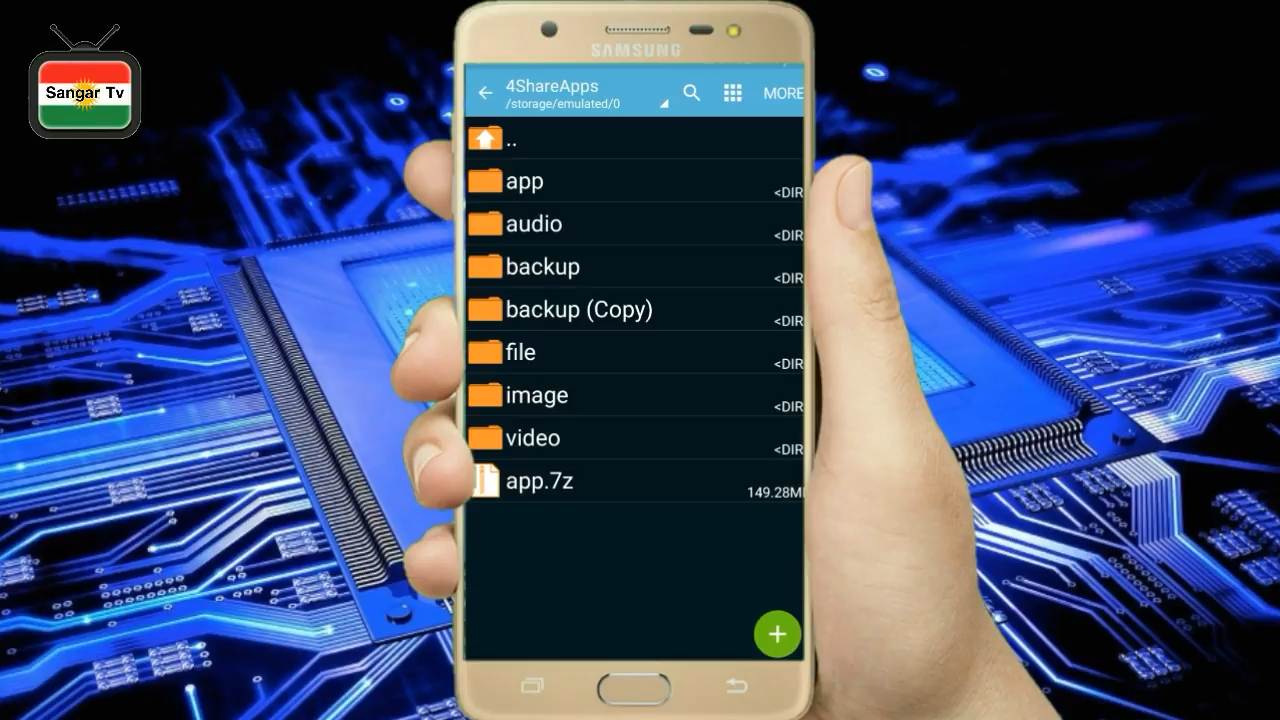 Sangar Tv
SAMSUNG
4ShareApps
/storage/emulated/0
MORE
..
app
<DIR
audio
<DIR
backup
<DIR
backup (Copy)
<DIR
file
<DIR
image
<DIR
video
<DIR
app.7z
149.28M